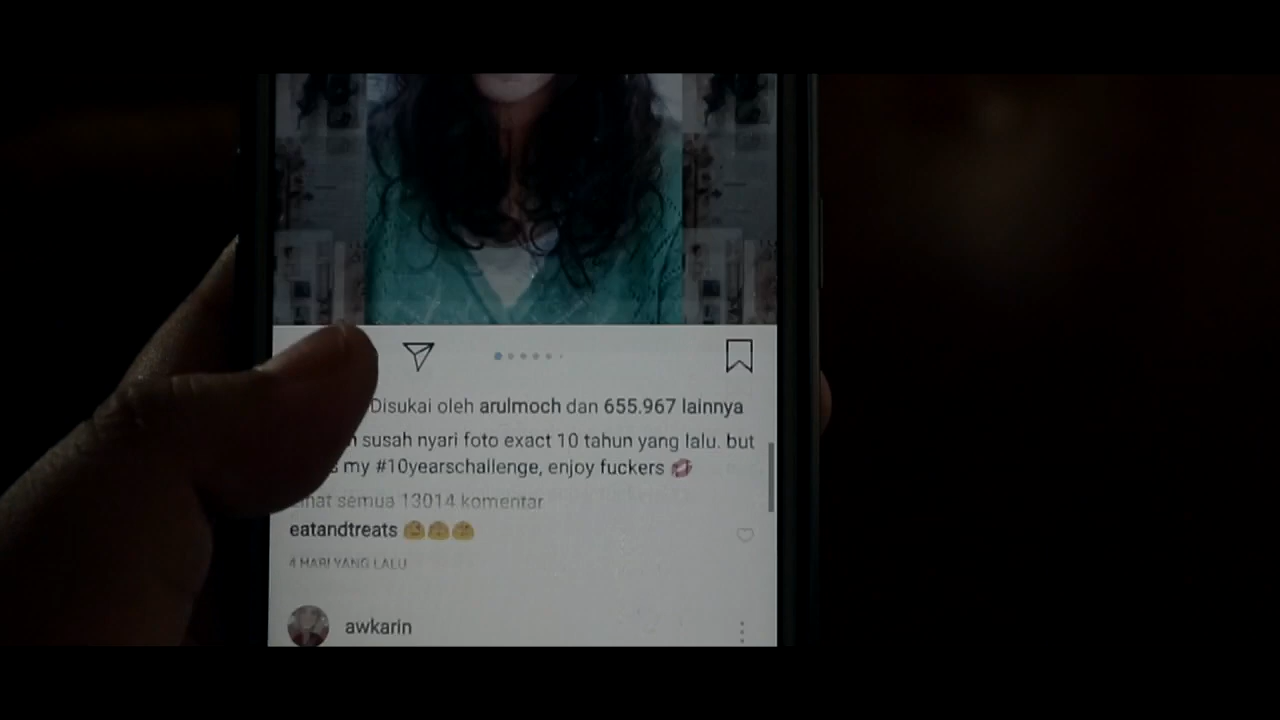 Disukai oleh arulmoch dan 655.967 lainnya
susah nyari foto exact 10 tahun yang lalu. but
my #10yearschallenge, enjoy fuckers 💋
semua 13014 komentar
eatandtreats
4 HARI YANG LALU
awkarin